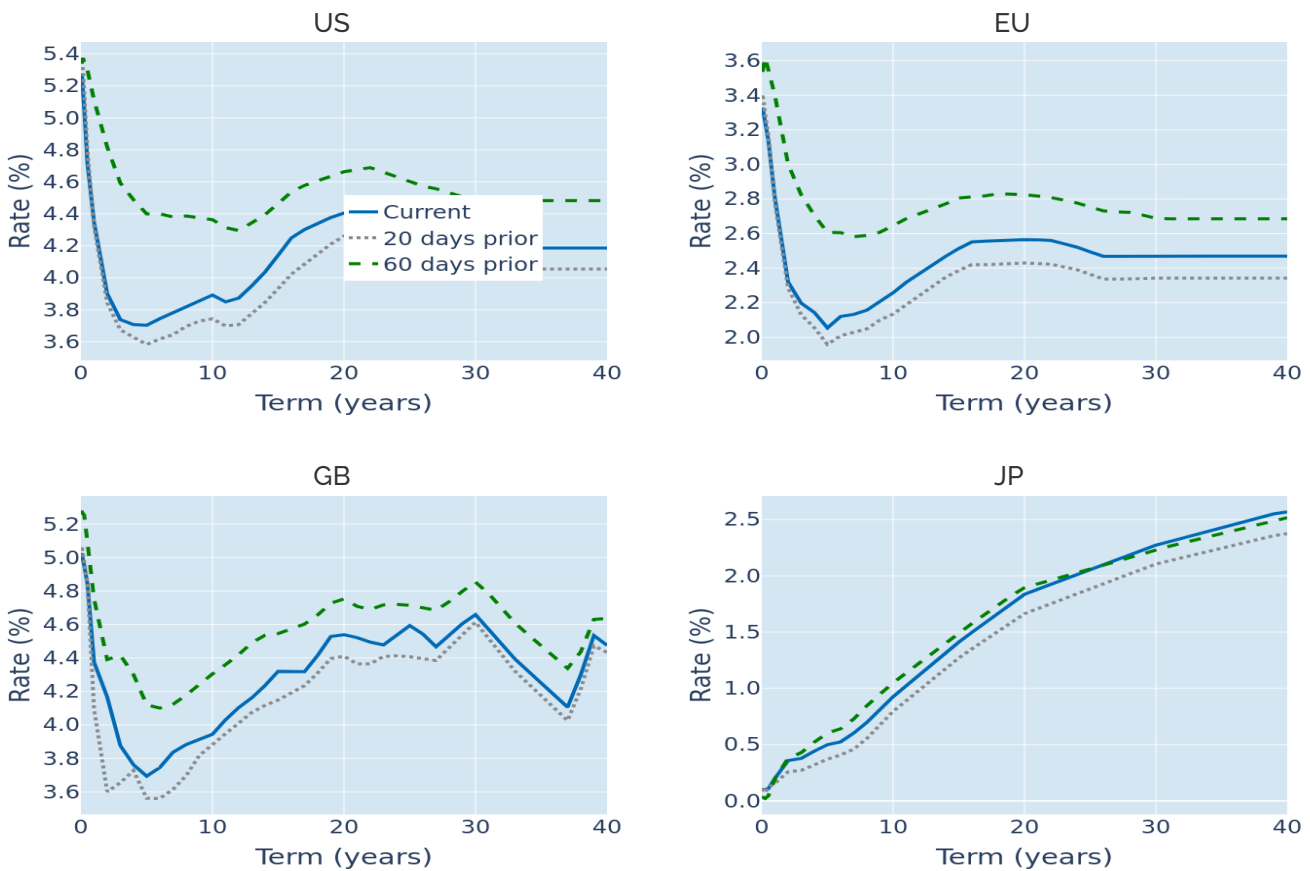 US
5.4
5.2
5.0
4.8
4.6
4.4
4.2
4.0
3.8
3.6
Rate (%)
0 10 20 30 40
Term (years)
Current
20 days prior
60 days prior
EU
3.6
3.4
3.2
3.0
2.8
2.6
2.4
2.2
2.0
Rate (%)
0 10 20 30 40
Term (years)
GB
5.2
5.0
4.8
4.6
4.4
4.2
4.0
3.8
3.6
Rate (%)
0 10 20 30 40
Term (years)
JP
2.5
2.0
1.5
1.0
0.5
0.0
Rate (%)
0 10 20 30 40
Term (years)